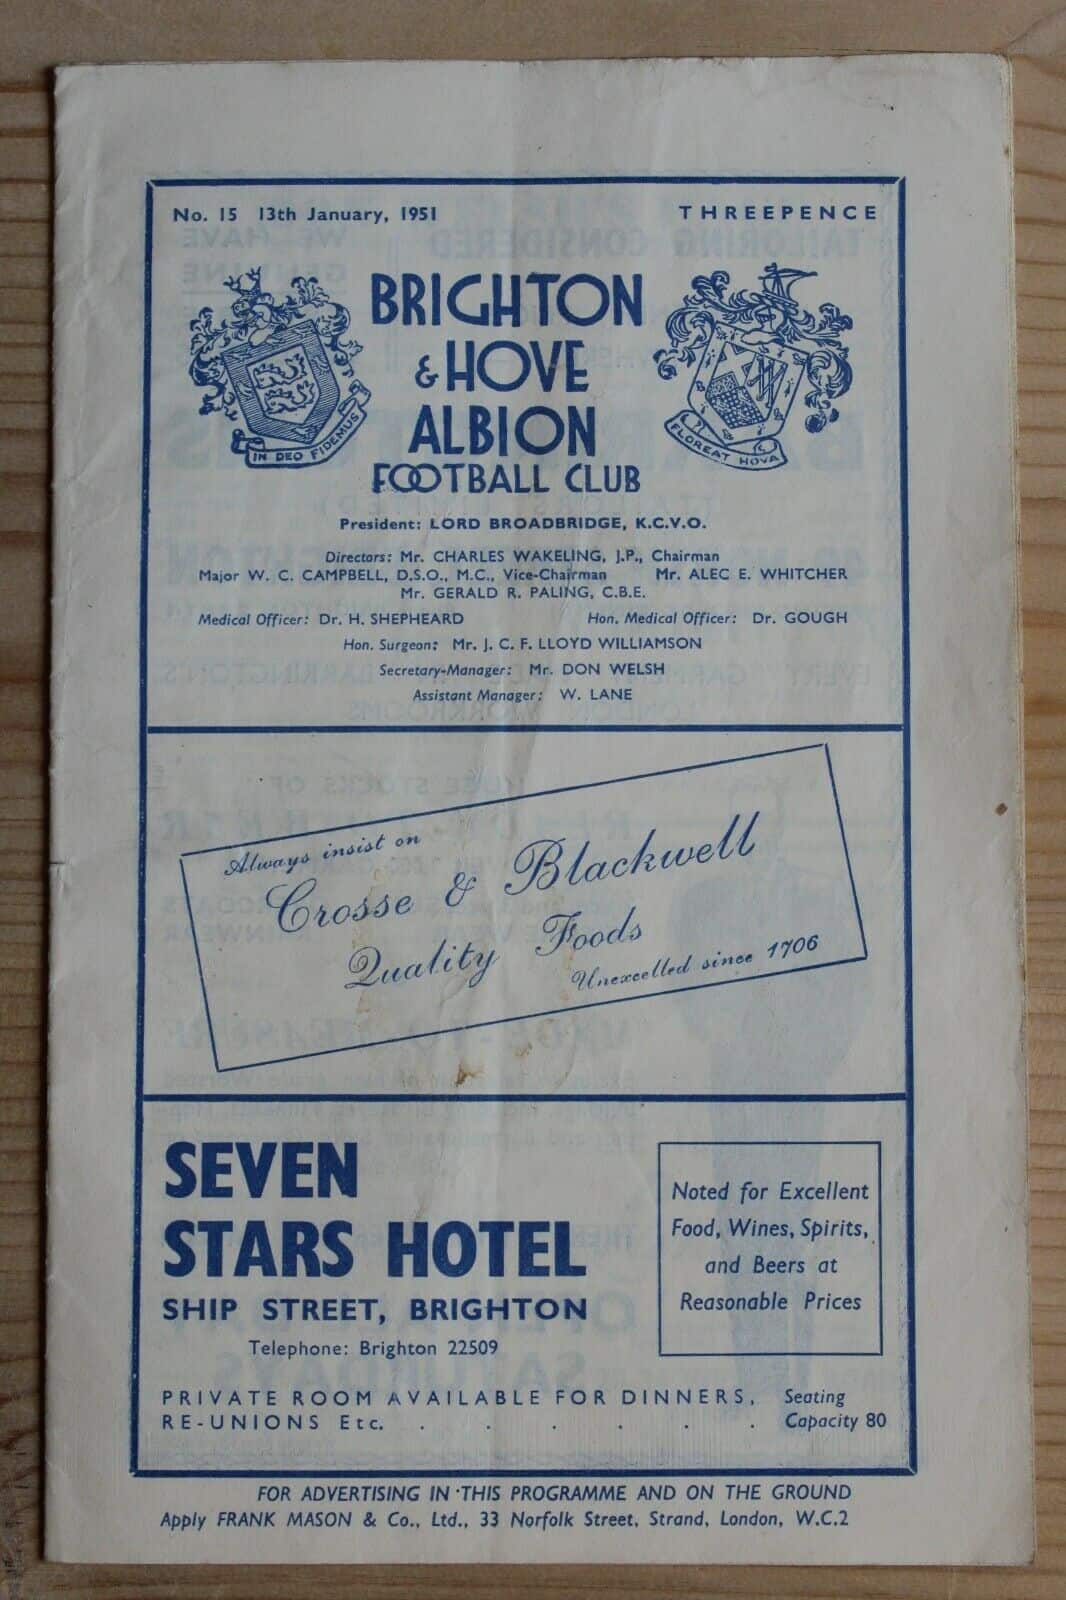 No. 15 13th January, 1951
THREEPENCE
BRIGHTON
& HOVE
ALBION
FOOTBALL CLUB
IN DEO FIDEMUS
FLOREAT HOVA
President: LORD BROADBRIDGE, K.C.V.O.
Directors: Mr. CHARLES WAKELING, J.P., Chairman
Major W. C. CAMPBELL, D.S.O., M.C., Vice-Chairman Mr. ALEC E. WHITCHER
Mr. GERALD R. PALING, C.B.E.
Medical Officer: Dr. H. SHEPHEARD Hon. Medical Officer: Dr. GOUGH
Hon. Surgeon: Mr. J. C. F. LLOYD WILLIAMSON
Secretary-Manager: Mr. DON WELSH
Assistant Manager: W. LANE
Always insist on
Crosse & Blackwell
Quality Foods
Unexcelled since 1706
SEVEN
STARS HOTEL
SHIP STREET, BRIGHTON
Telephone: Brighton 22509
Noted for Excellent
Food, Wines, Spirits,
and Beers at
Reasonable Prices
PRIVATE ROOM AVAILABLE FOR DINNERS,
RE-UNIONS Etc. . . . . . .
Seating
Capacity 80
FOR ADVERTISING IN THIS PROGRAMME AND ON THE GROUND
Apply FRANK MASON & Co., Ltd., 33 Norfolk Street, Strand, London, W.C.2